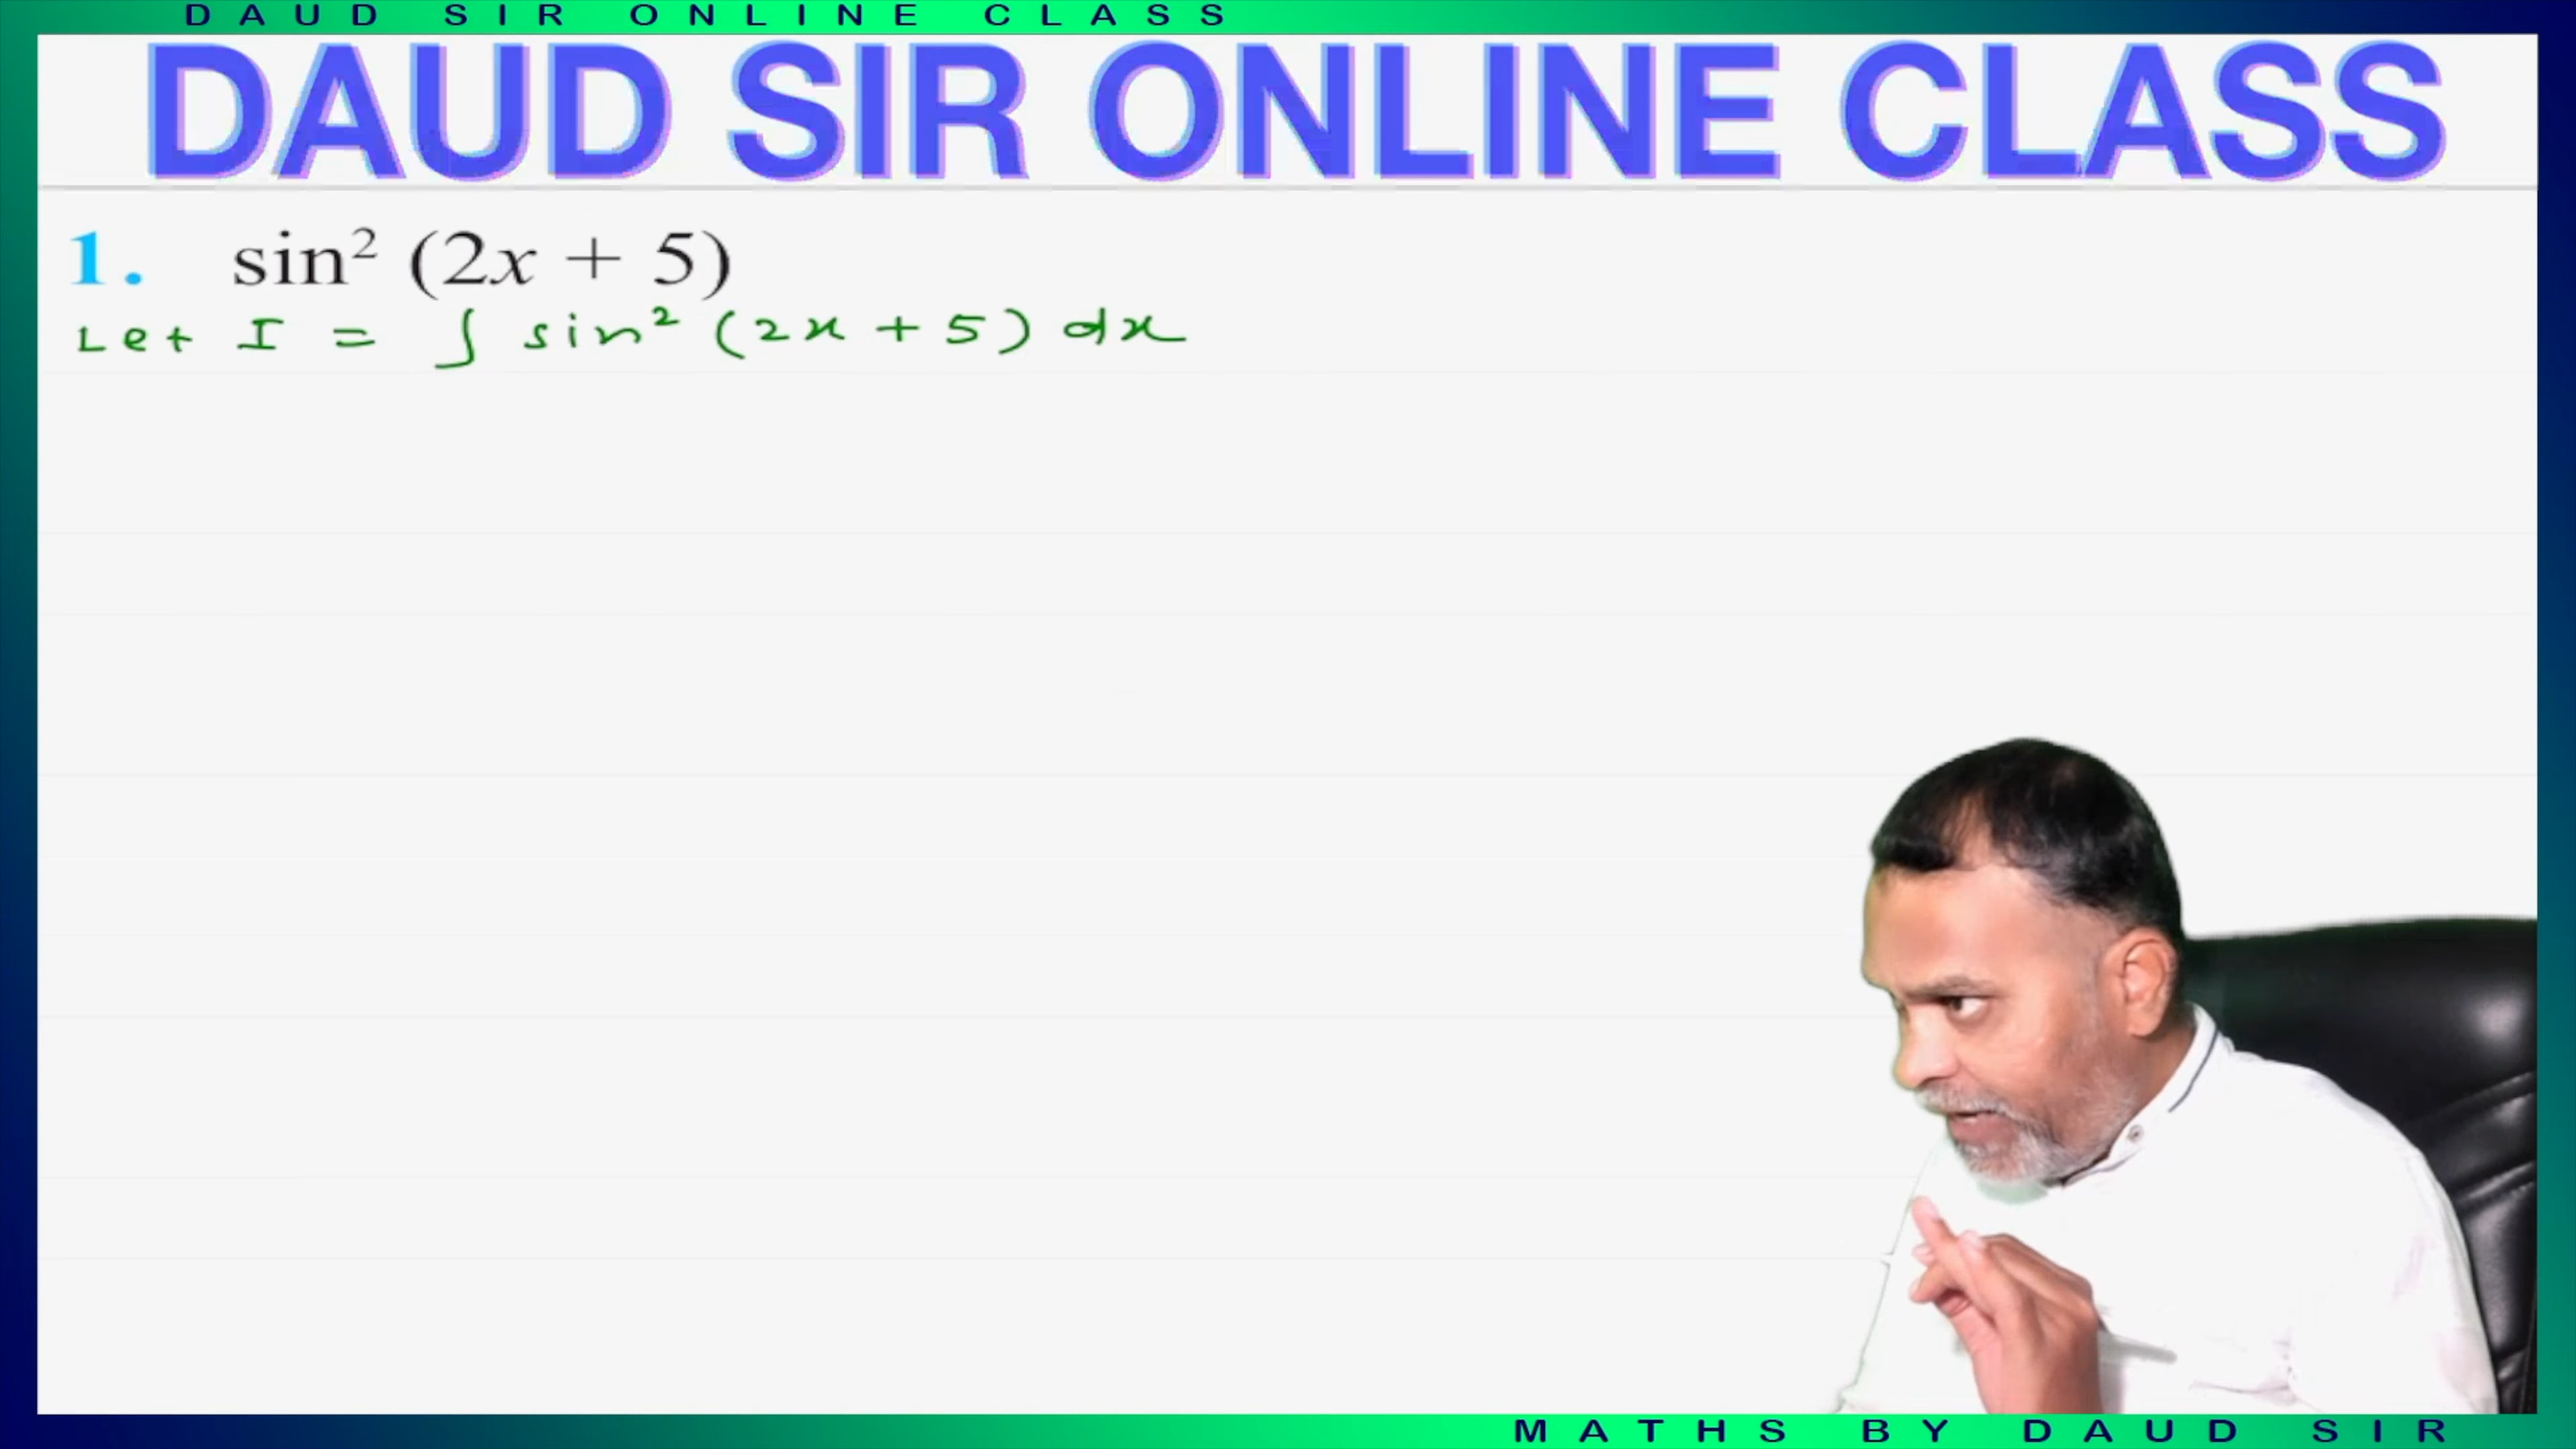 DAUD SIR ONLINE CLASS
DAUD SIR ONLINE CLASS
1. sin² (2x + 5)
Let I = ∫ sin² (2x + 5) dx
MATHS BY DAUD SIR